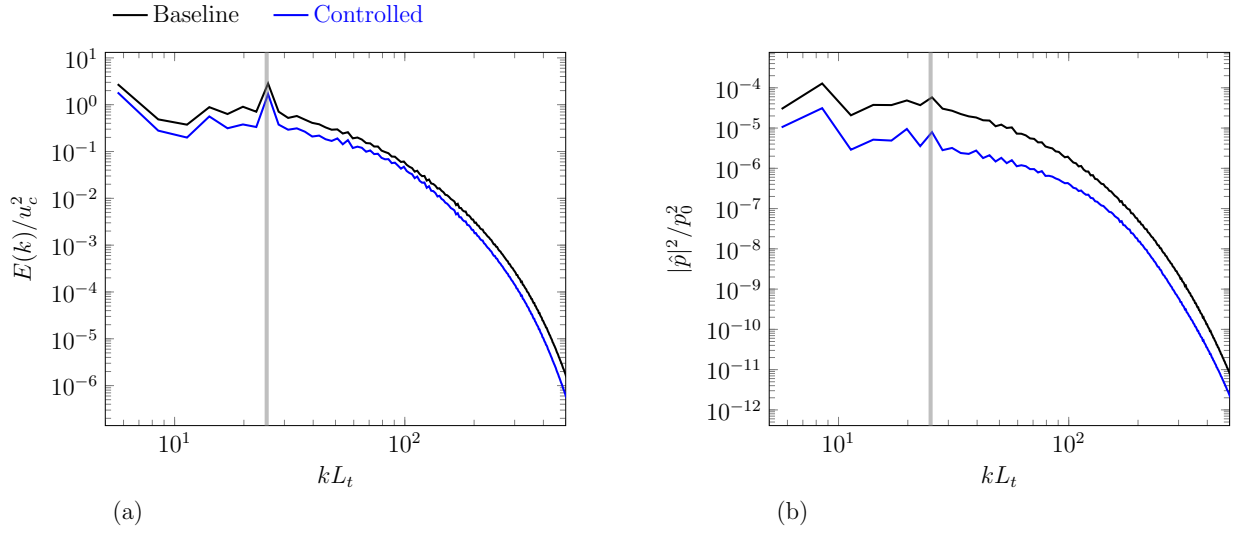 Baseline Controlled
10^1
10^0
10^{-1}
10^{-2}
10^{-3}
10^{-4}
10^{-5}
10^{-6}
E(k)/u_c^2
10^1 10^2
kL_t
(a)
10^{-4}
10^{-5}
10^{-6}
10^{-7}
10^{-8}
10^{-9}
10^{-10}
10^{-11}
10^{-12}
|p̂|^2/p_0^2
10^1 10^2
kL_t
(b)